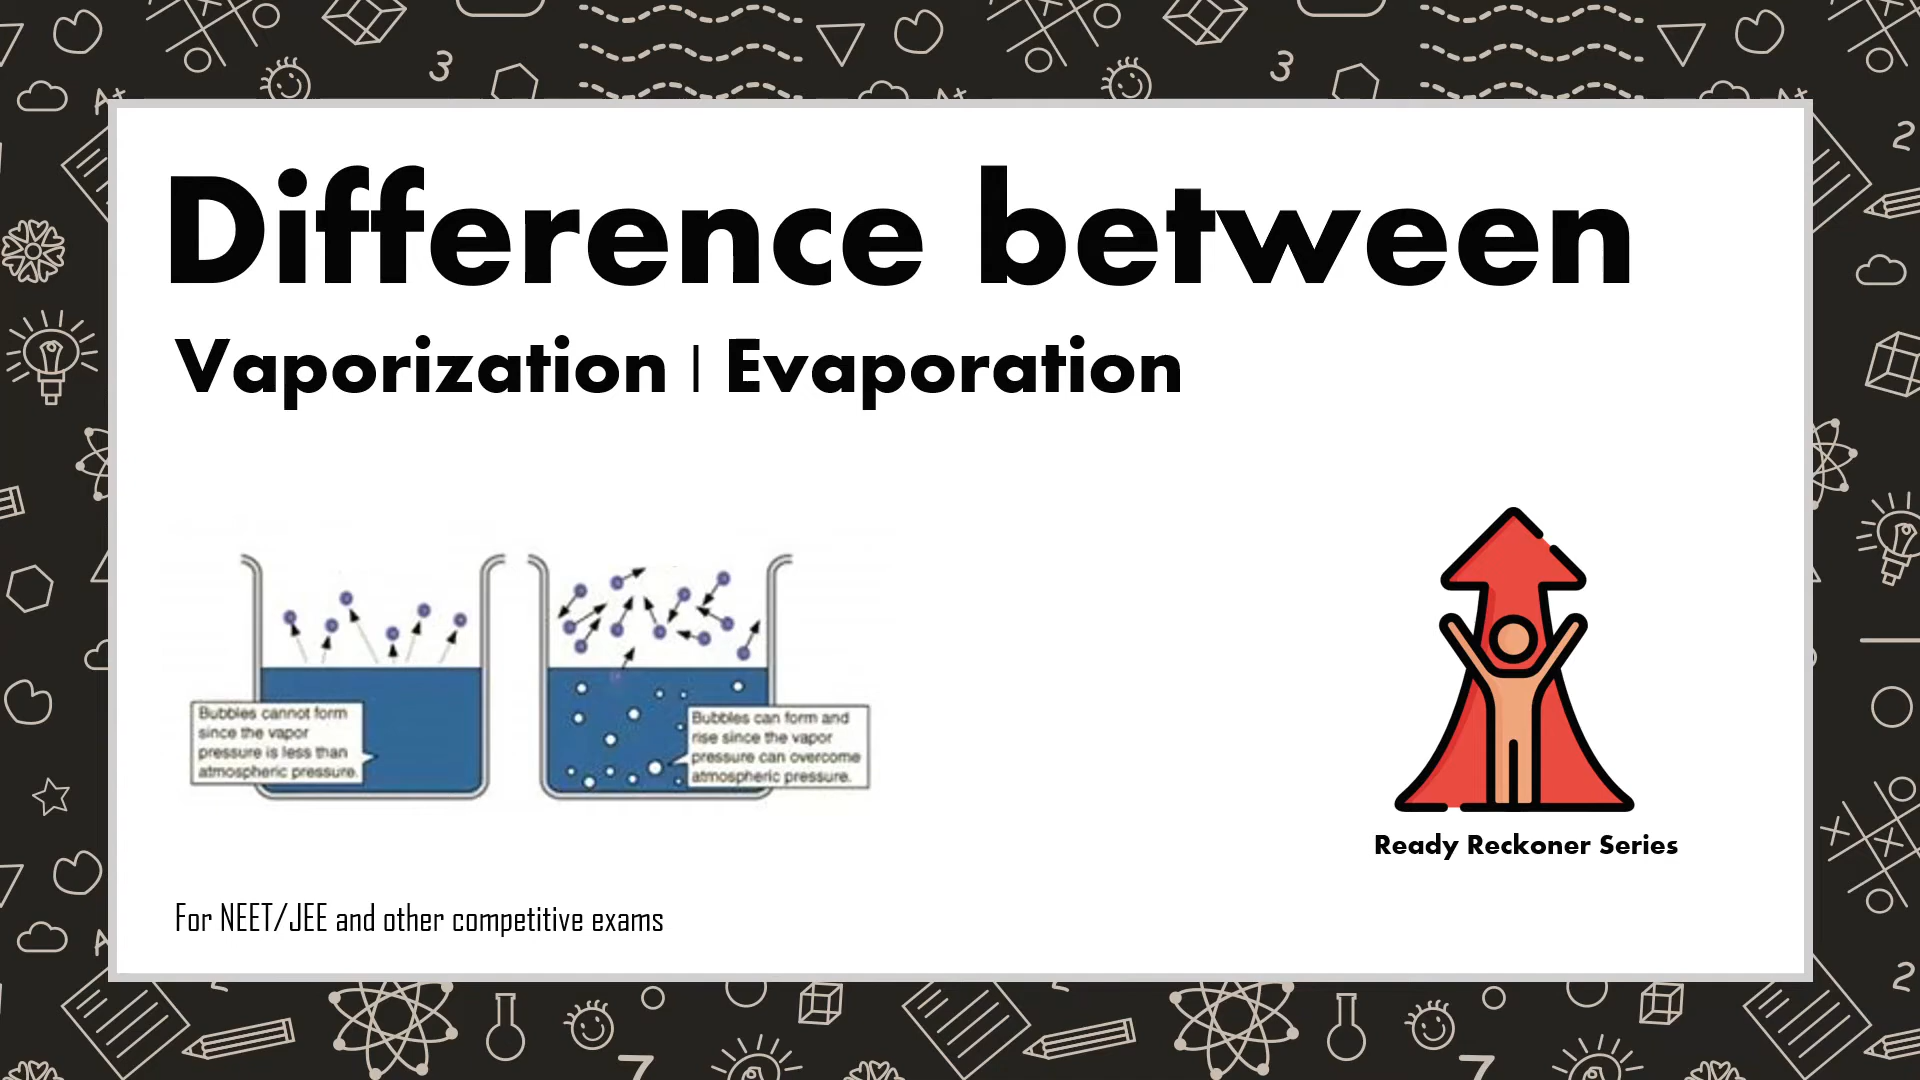 Difference between
Vaporization | Evaporation
Bubbles cannot form
since the vapor
pressure is less than
atmospheric pressure.
Bubbles can form and
rise since the vapor
pressure can overcome
atmospheric pressure.
Ready Reckoner Series
For NEET/JEE and other competitive exams